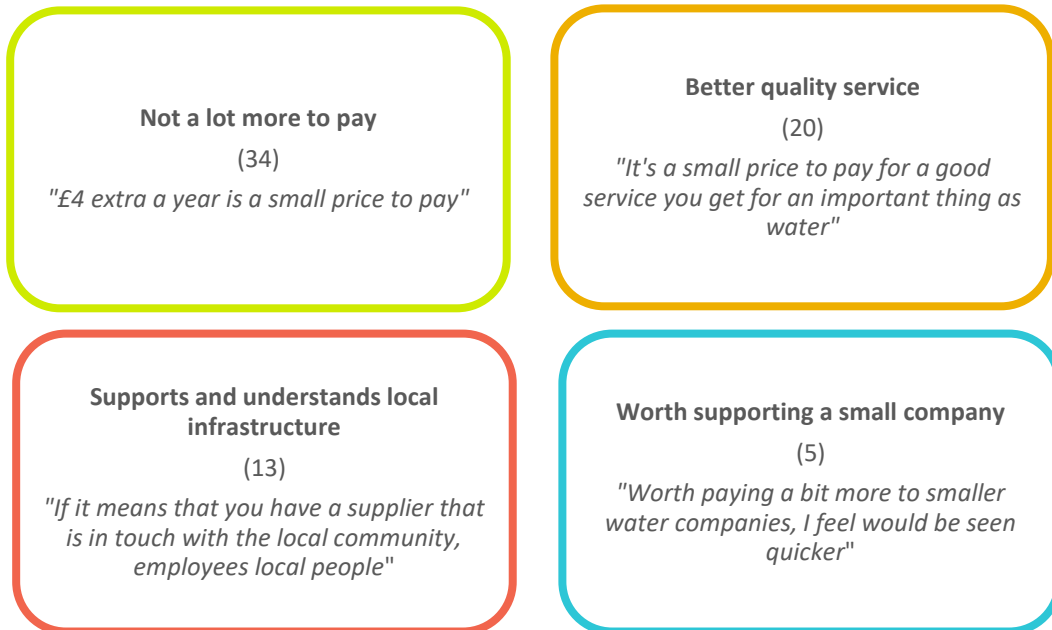 Not a lot more to pay
(34)
"£4 extra a year is a small price to pay"
Better quality service
(20)
"It's a small price to pay for a good
service you get for an important thing as
water"
Supports and understands local
infrastructure
(13)
"If it means that you have a supplier that
is in touch with the local community,
employees local people"
Worth supporting a small company
(5)
"Worth paying a bit more to smaller
water companies, I feel would be seen
quicker"